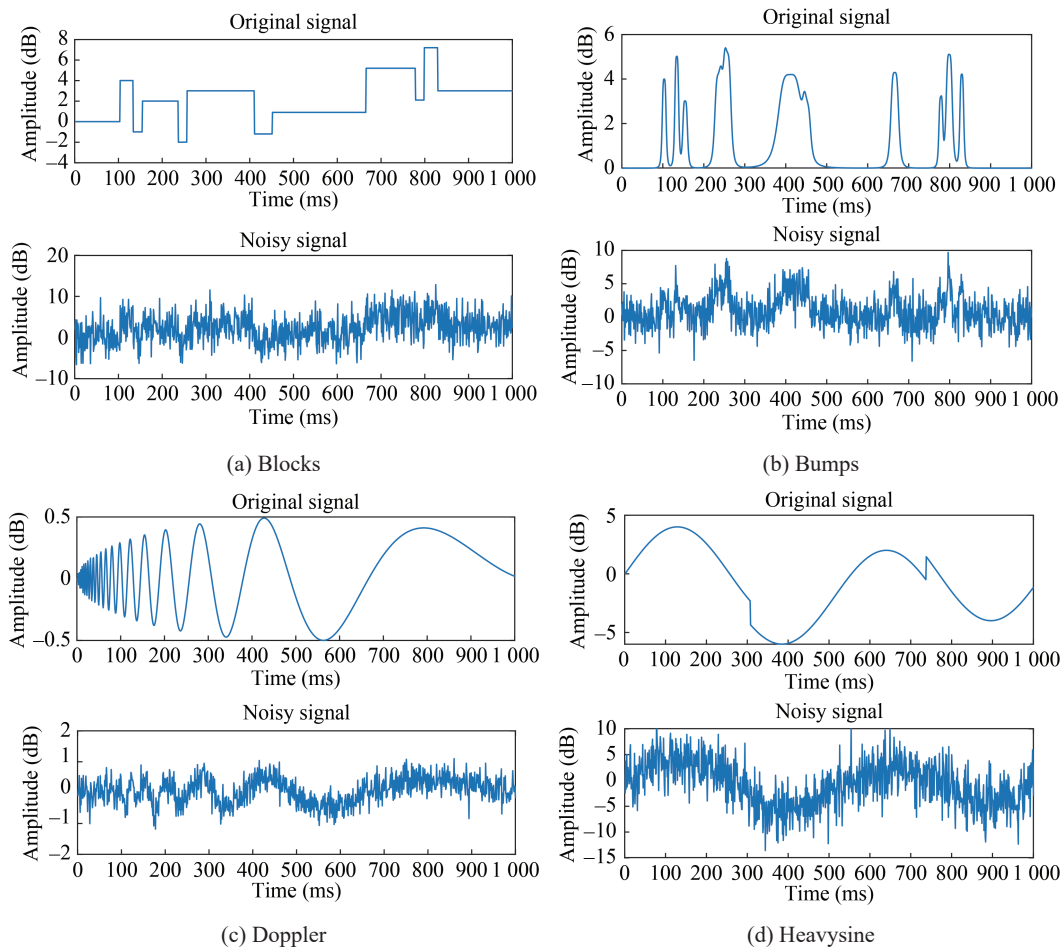 Original signal
Amplitude (dB)
8
6
4
2
0
−2
−4
0 100 200 300 400 500 600 700 800 900 1 000
Time (ms)
Noisy signal
Amplitude (dB)
20
10
0
−10
0 100 200 300 400 500 600 700 800 900 1 000
Time (ms)
(a) Blocks
Original signal
Amplitude (dB)
6
4
2
0
0 100 200 300 400 500 600 700 800 900 1 000
Time (ms)
Noisy signal
Amplitude (dB)
10
5
0
−5
−10
0 100 200 300 400 500 600 700 800 900 1 000
Time (ms)
(b) Bumps
Original signal
Amplitude (dB)
0.5
0
−0.5
0 100 200 300 400 500 600 700 800 900 1 000
Time (ms)
Noisy signal
Amplitude (dB)
2
1
0
−1
−2
0 100 200 300 400 500 600 700 800 900 1 000
Time (ms)
(c) Doppler
Original signal
Amplitude (dB)
5
0
−5
0 100 200 300 400 500 600 700 800 900 1 000
Time (ms)
Noisy signal
Amplitude (dB)
10
5
0
−5
−10
−15
0 100 200 300 400 500 600 700 800 900 1 000
Time (ms)
(d) Heavysine